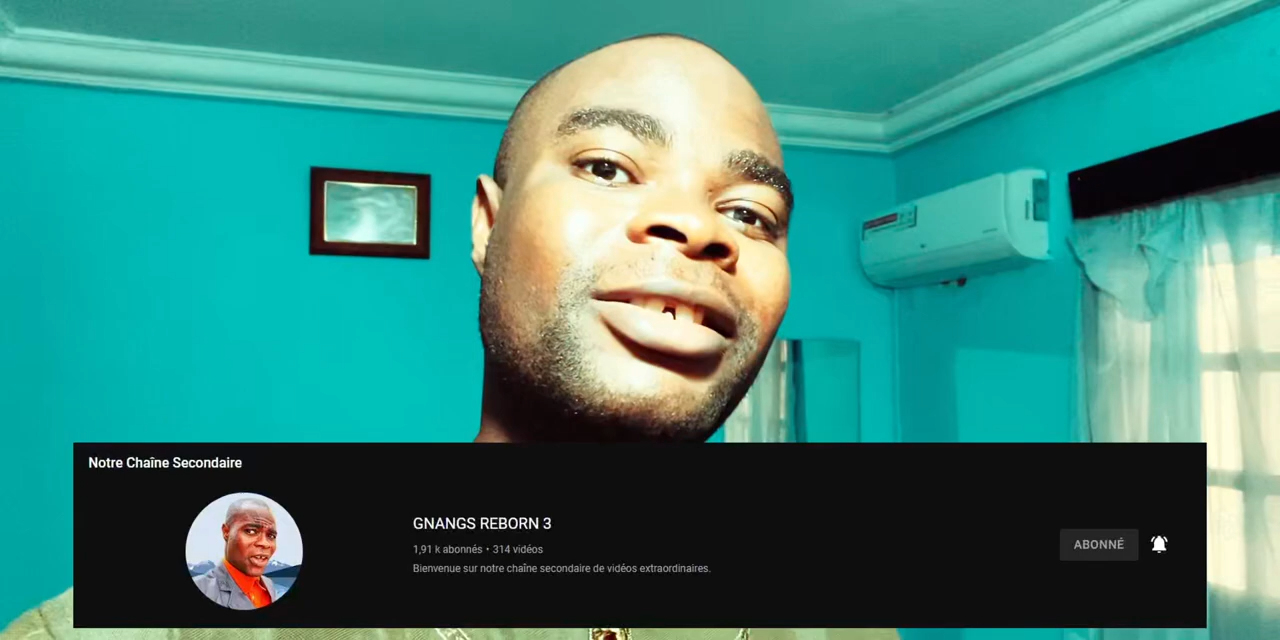 Notre Chaîne Secondaire
GNANGS REBORN 3
1,91 k abonnés • 314 vidéos
Bienvenue sur notre chaîne secondaire de vidéos extraordinaires.
ABONNÉ